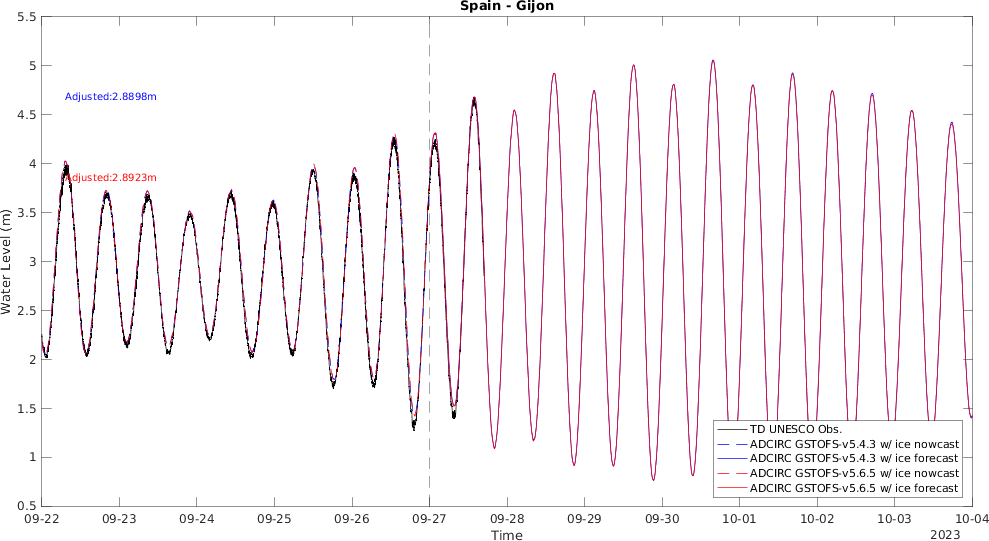 Spain - Gijon
5.5
5
4.5
4
3.5
3
2.5
2
1.5
1
0.5
Water Level (m)
Adjusted:2.8898m
Adjusted:2.8923m
TD UNESCO Obs.
ADCIRC GSTOFS-v5.4.3 w/ ice nowcast
ADCIRC GSTOFS-v5.4.3 w/ ice forecast
ADCIRC GSTOFS-v5.6.5 w/ ice nowcast
ADCIRC GSTOFS-v5.6.5 w/ ice forecast
09-22 09-23 09-24 09-25 09-26 09-27 09-28 09-29 09-30 10-01 10-02 10-03 10-04
Time
2023